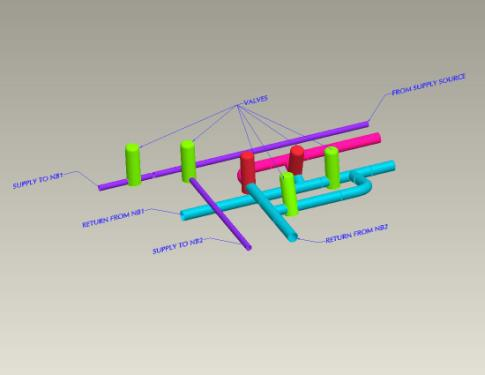 FROM SUPPLY SOURCE
VALVES
SUPPLY TO NB1
RETURN FROM NB1
SUPPLY TO NB2
RETURN FROM NB2